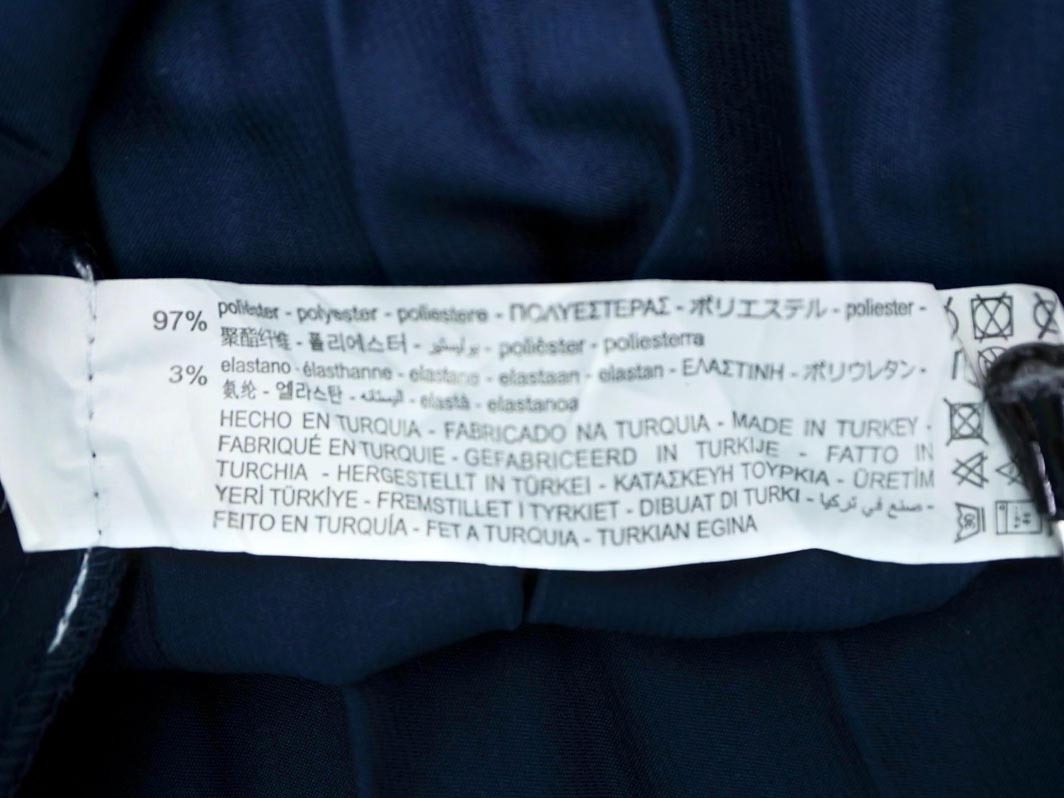 97% poliéster - polyester - poliestere - ΠΟΛΥΕΣΤΕΡΑΣ - ポリエステル - poliester -
聚酯纤维 - 폴리에스터 - بوليستر - polièster - poliesterra
3% elastano - élasthanne - elastano - elastaan - elastan - ΕΛΑΣΤΙΝΗ - ポリウレタン -
氨纶 - 엘라스탄 - - elastà - elastanoa
HECHO EN TURQUIA - FABRICADO NA TURQUIA - MADE IN TURKEY -
FABRIQUÉ EN TURQUIE - GEFABRICEERD IN TURKIJE - FATTO IN
TURCHIA - HERGESTELLT IN TÜRKEI - ΚΑΤΑΣΚΕΥΗ ΤΟΥΡΚΙΑ - ÜRETİM
YERİ TÜRKİYE - FREMSTILLET I TYRKIET - DIBUAT DI TURKI - صنع في تركيا -
FEITO EN TURQUÍA - FET A TURQUIA - TURKIAN EGINA